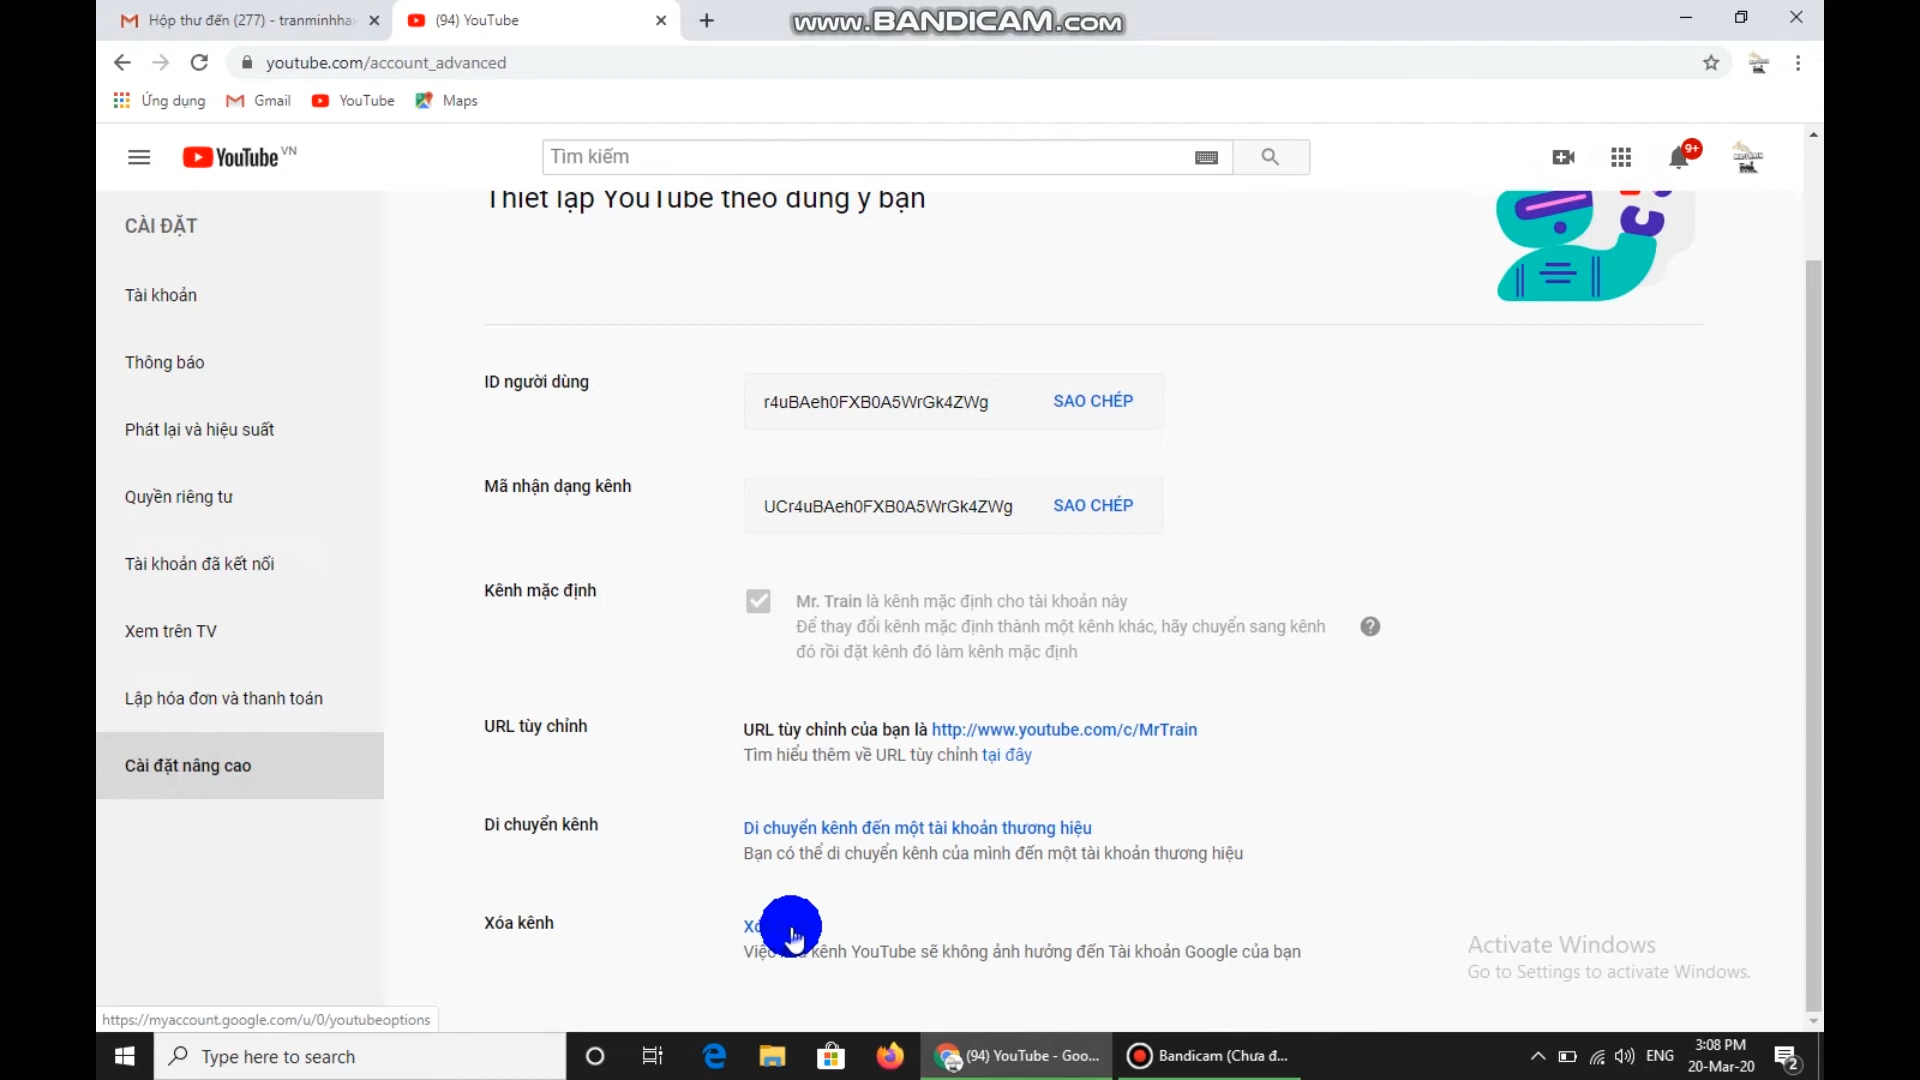 Hộp thư đến (277) - tranminhha
(94) YouTube
www.BANDICAM.com
youtube.com/account_advanced
Ứng dụng
Gmail
YouTube
Maps
YouTube VN
Tìm kiếm
9+
Thiết lập YouTube theo đúng ý bạn
CÀI ĐẶT
Tài khoản
Thông báo
Phát lại và hiệu suất
Quyền riêng tư
Tài khoản đã kết nối
Xem trên TV
Lập hóa đơn và thanh toán
Cài đặt nâng cao
ID người dùng
r4uBAeh0FXB0A5WrGk4ZWg
SAO CHÉP
Mã nhận dạng kênh
UCr4uBAeh0FXB0A5WrGk4ZWg
SAO CHÉP
Kênh mặc định
Mr. Train là kênh mặc định cho tài khoản này
Để thay đổi kênh mặc định thành một kênh khác, hãy chuyển sang kênh
đó rồi đặt kênh đó làm kênh mặc định
URL tùy chỉnh
URL tùy chỉnh của bạn là http://www.youtube.com/c/MrTrain
Tìm hiểu thêm về URL tùy chỉnh tại đây
Di chuyển kênh
Di chuyển kênh đến một tài khoản thương hiệu
Bạn có thể di chuyển kênh của mình đến một tài khoản thương hiệu
Xóa kênh
Việc kênh YouTube sẽ không ảnh hưởng đến Tài khoản Google của bạn
Activate Windows
Go to Settings to activate Windows.
https://myaccount.google.com/u/0/youtubeoptions
Type here to search
(94) YouTube - Goo...
Bandicam (Chưa đ...
ENG
3:08 PM
20-Mar-20
2